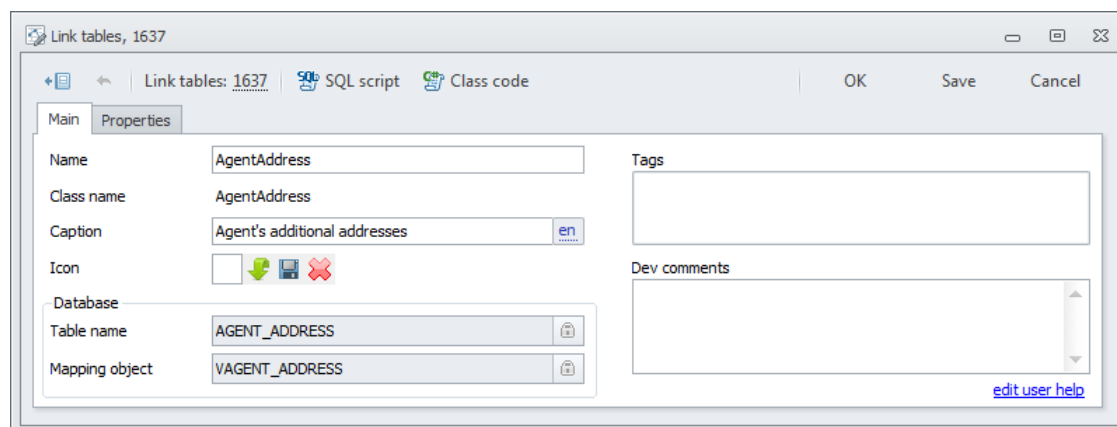 Link tables, 1637
Link tables: 1637 SQL script Class code OK Save Cancel
Main Properties
Name AgentAddress
Class name AgentAddress
Caption Agent's additional addresses en
Icon
Database
Table name AGENT_ADDRESS
Mapping object VAGENT_ADDRESS
Tags
Dev comments
edit user help